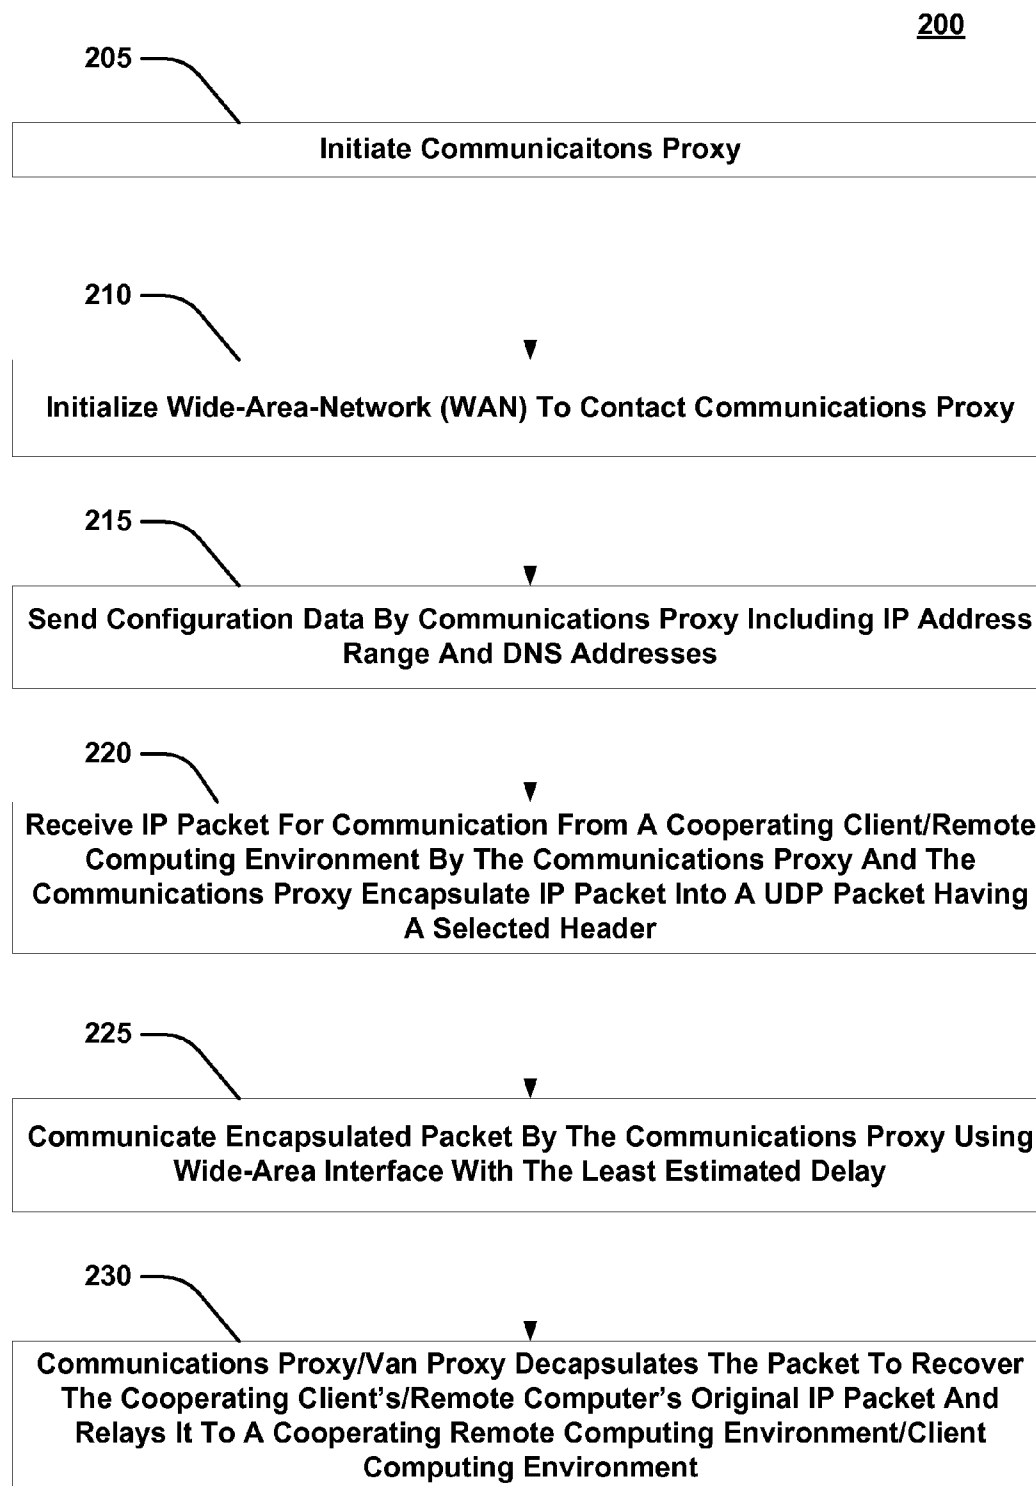 200
205
Initiate Communicaitons Proxy
210
Initialize Wide-Area-Network (WAN) To Contact Communications Proxy
215
Send Configuration Data By Communications Proxy Including IP Address
Range And DNS Addresses
220
Receive IP Packet For Communication From A Cooperating Client/Remote
Computing Environment By The Communications Proxy And The
Communications Proxy Encapsulate IP Packet Into A UDP Packet Having
A Selected Header
225
Communicate Encapsulated Packet By The Communications Proxy Using
Wide-Area Interface With The Least Estimated Delay
230
Communications Proxy/Van Proxy Decapsulates The Packet To Recover
The Cooperating Client's/Remote Computer's Original IP Packet And
Relays It To A Cooperating Remote Computing Environment/Client
Computing Environment